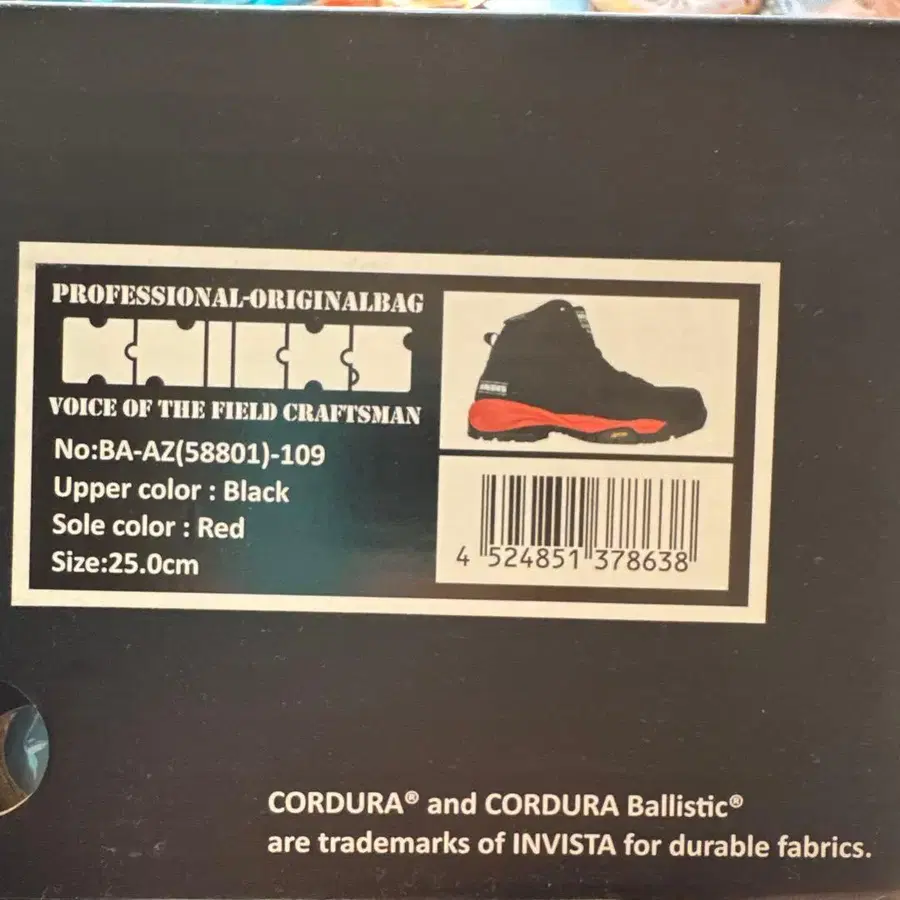 PROFESSIONAL-ORIGINALBAG
KNICKS
VOICE OF THE FIELD CRAFTSMAN
No:BA-AZ(58801)-109
Upper color : Black
Sole color : Red
Size:25.0cm
4 524851 378638
CORDURA® and CORDURA Ballistic®
are trademarks of INVISTA for durable fabrics.